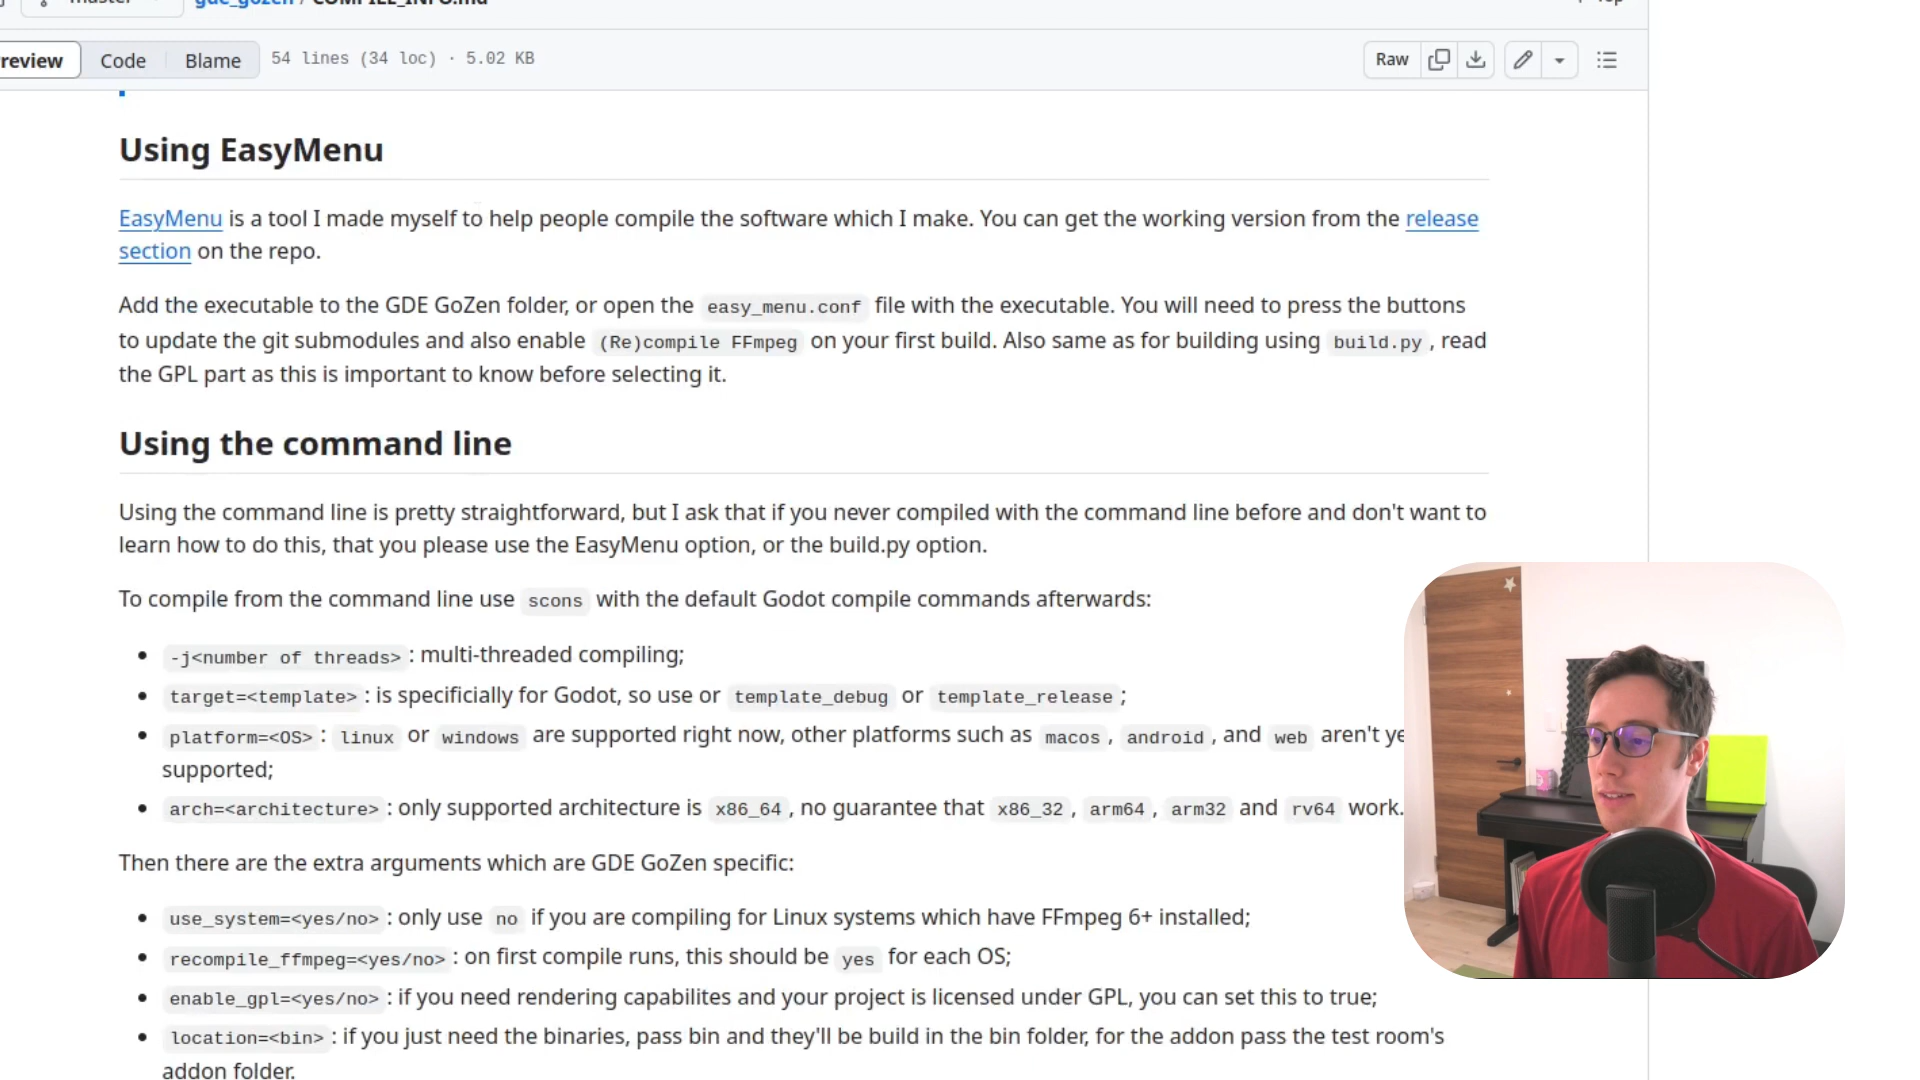 gde_gozen / COMPILE_INFO.md
Preview Code Blame 54 lines (34 loc) · 5.02 KB Raw
Using EasyMenu
EasyMenu is a tool I made myself to help people compile the software which I make. You can get the working version from the release
section on the repo.
Add the executable to the GDE GoZen folder, or open the easy_menu.conf file with the executable. You will need to press the buttons
to update the git submodules and also enable (Re)compile FFmpeg on your first build. Also same as for building using build.py , read
the GPL part as this is important to know before selecting it.
Using the command line
Using the command line is pretty straightforward, but I ask that if you never compiled with the command line before and don't want to
learn how to do this, that you please use the EasyMenu option, or the build.py option.
To compile from the command line use scons with the default Godot compile commands afterwards:
-j<number of threads> : multi-threaded compiling;
target=<template> : is specificially for Godot, so use or template_debug or template_release ;
platform=<OS> : linux or windows are supported right now, other platforms such as macos , android , and web aren't ye
supported;
arch=<architecture> : only supported architecture is x86_64 , no guarantee that x86_32 , arm64 , arm32 and rv64 work.
Then there are the extra arguments which are GDE GoZen specific:
use_system=<yes/no> : only use no if you are compiling for Linux systems which have FFmpeg 6+ installed;
recompile_ffmpeg=<yes/no> : on first compile runs, this should be yes for each OS;
enable_gpl=<yes/no> : if you need rendering capabilites and your project is licensed under GPL, you can set this to true;
location=<bin> : if you just need the binaries, pass bin and they'll be build in the bin folder, for the addon pass the test room's
addon folder.